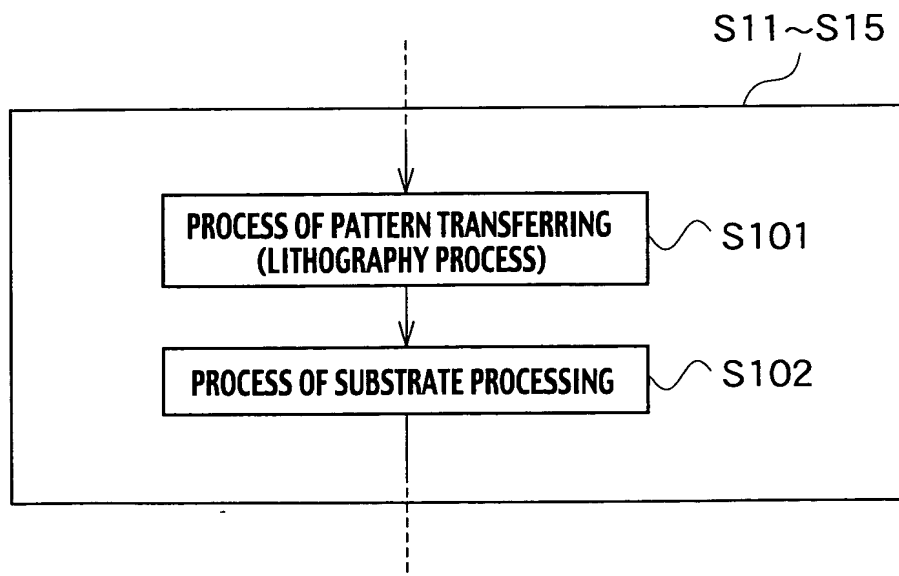 S11~S15
PROCESS OF PATTERN TRANSFERRING
(LITHOGRAPHY PROCESS)
S101
PROCESS OF SUBSTRATE PROCESSING
S102